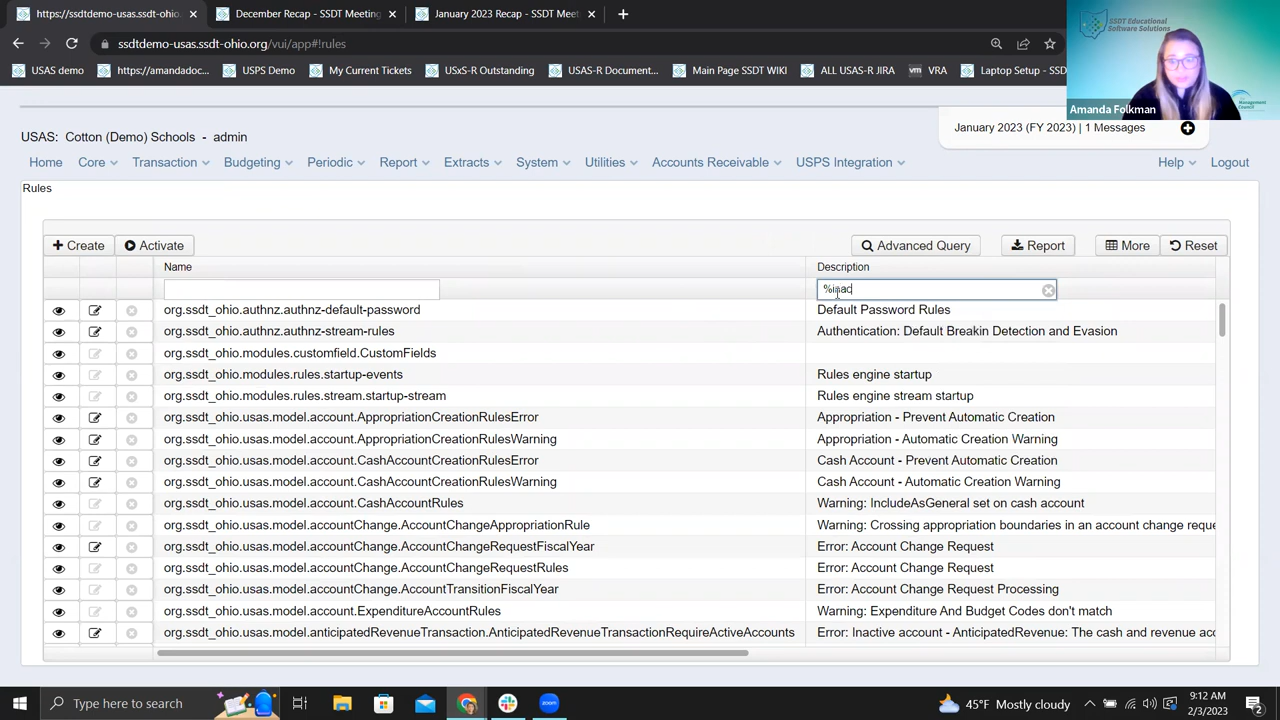 https://ssdtdemo-usas.ssdt-ohio. December Recap - SSDT Meeting January 2023 Recap - SSDT Meet
ssdtdemo-usas.ssdt-ohio.org/vui/app#!rules
USAS demo https://amandadoc... USPS Demo My Current Tickets USxS-R Outstanding USAS-R Document... Main Page SSDT WIKI ALL USAS-R JIRA VRA Laptop Setup - SSD
SSDT Educational
Software Solutions
Management
Council
Amanda Folkman
USAS: Cotton (Demo) Schools - admin
January 2023 (FY 2023) | 1 Messages
Home Core Transaction Budgeting Periodic Report Extracts System Utilities Accounts Receivable USPS Integration Help Logout
Rules
Create Activate Advanced Query Report More Reset
Name Description
%inac
org.ssdt_ohio.authnz.authnz-default-password Default Password Rules
org.ssdt_ohio.authnz.authnz-stream-rules Authentication: Default Breakin Detection and Evasion
org.ssdt_ohio.modules.customfield.CustomFields
org.ssdt_ohio.modules.rules.startup-events Rules engine startup
org.ssdt_ohio.modules.rules.stream.startup-stream Rules engine stream startup
org.ssdt_ohio.usas.model.account.AppropriationCreationRulesError Appropriation - Prevent Automatic Creation
org.ssdt_ohio.usas.model.account.AppropriationCreationRulesWarning Appropriation - Automatic Creation Warning
org.ssdt_ohio.usas.model.account.CashAccountCreationRulesError Cash Account - Prevent Automatic Creation
org.ssdt_ohio.usas.model.account.CashAccountCreationRulesWarning Cash Account - Automatic Creation Warning
org.ssdt_ohio.usas.model.account.CashAccountRules Warning: IncludeAsGeneral set on cash account
org.ssdt_ohio.usas.model.accountChange.AccountChangeAppropriationRule Warning: Crossing appropriation boundaries in an account change reque
org.ssdt_ohio.usas.model.accountChange.AccountChangeRequestFiscalYear Error: Account Change Request
org.ssdt_ohio.usas.model.accountChange.AccountChangeRequestRules Error: Account Change Request
org.ssdt_ohio.usas.model.accountChange.AccountTransitionFiscalYear Error: Account Change Request Processing
org.ssdt_ohio.usas.model.account.ExpenditureAccountRules Warning: Expenditure And Budget Codes don't match
org.ssdt_ohio.usas.model.anticipatedRevenueTransaction.AnticipatedRevenueTransactionRequireActiveAccounts Error: Inactive account - AnticipatedRevenue: The cash and revenue acc
Type here to search
zoom
45°F Mostly cloudy
9:12 AM
2/3/2023
2